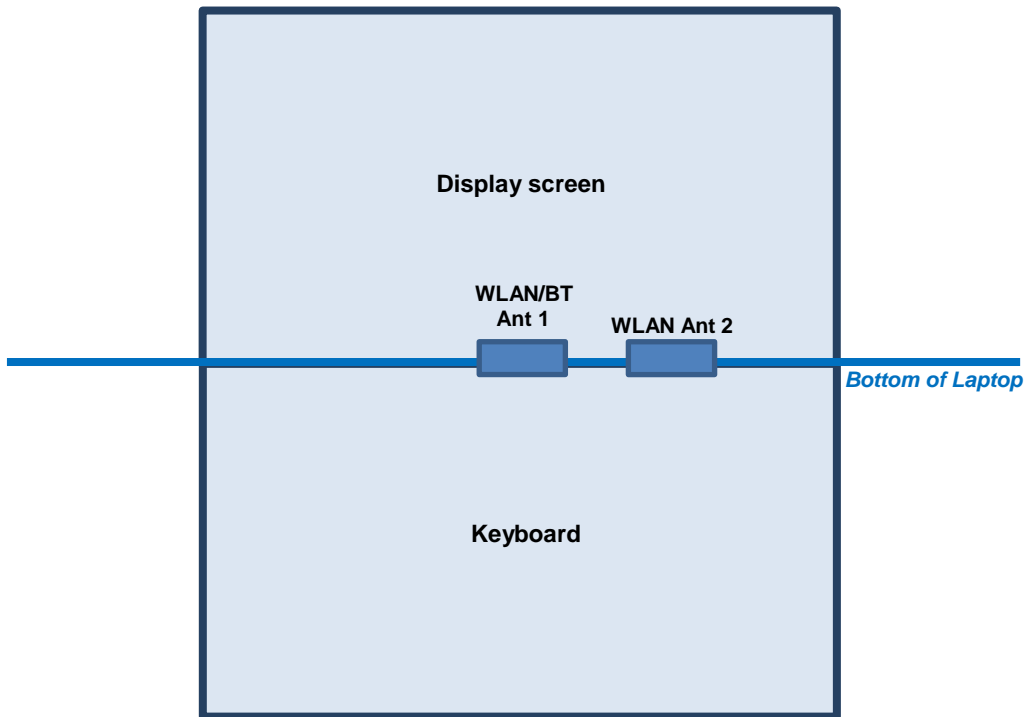 Display screen
WLAN/BT
Ant 1
WLAN Ant 2
Bottom of Laptop
Keyboard